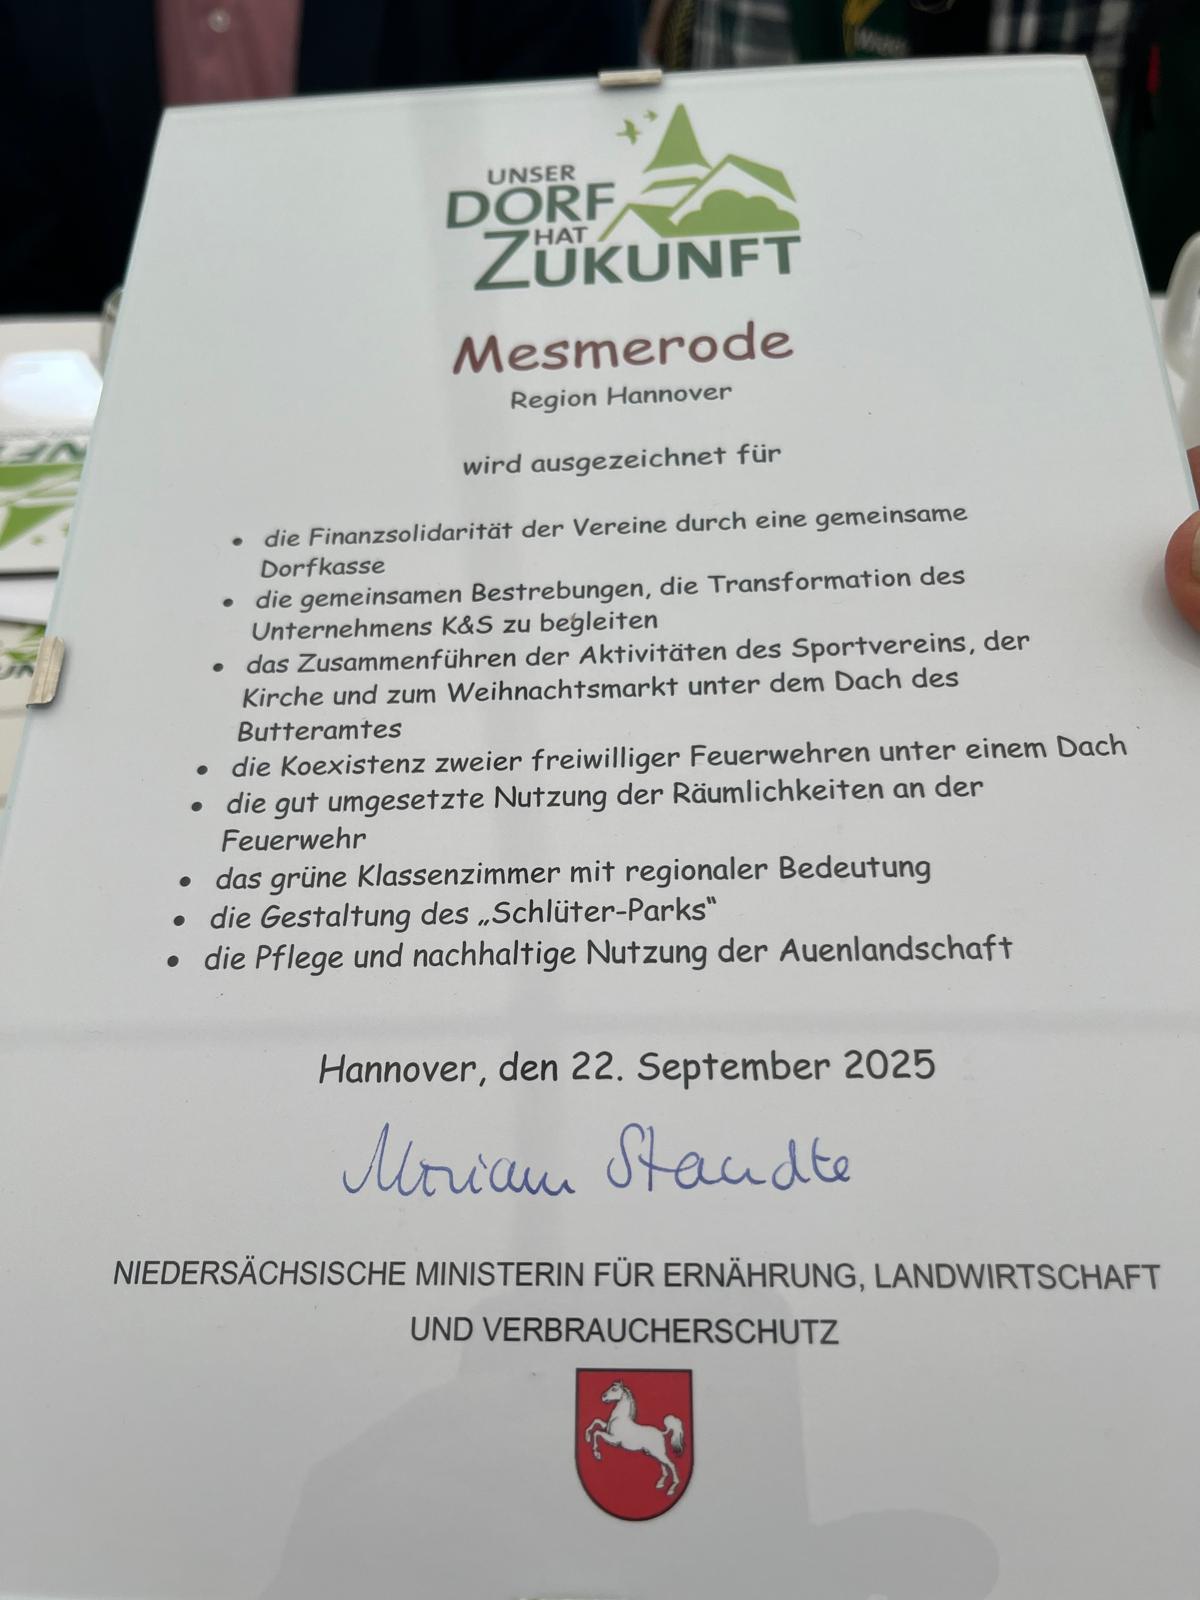 UNSER
DORF
HAT
ZUKUNFT
Mesmerode
Region Hannover
wird ausgezeichnet für
• die Finanzsolidarität der Vereine durch eine gemeinsame
Dorfkasse
• die gemeinsamen Bestrebungen, die Transformation des
Unternehmens K&S zu begleiten
• das Zusammenführen der Aktivitäten des Sportvereins, der
Kirche und zum Weihnachtsmarkt unter dem Dach des
Butteramtes
• die Koexistenz zweier freiwilliger Feuerwehren unter einem Dach
• die gut umgesetzte Nutzung der Räumlichkeiten an der
Feuerwehr
• das grüne Klassenzimmer mit regionaler Bedeutung
• die Gestaltung des „Schlüter-Parks“
• die Pflege und nachhaltige Nutzung der Auenlandschaft
Hannover, den 22. September 2025
Miriam Staudte
NIEDERSÄCHSISCHE MINISTERIN FÜR ERNÄHRUNG, LANDWIRTSCHAFT
UND VERBRAUCHERSCHUTZ